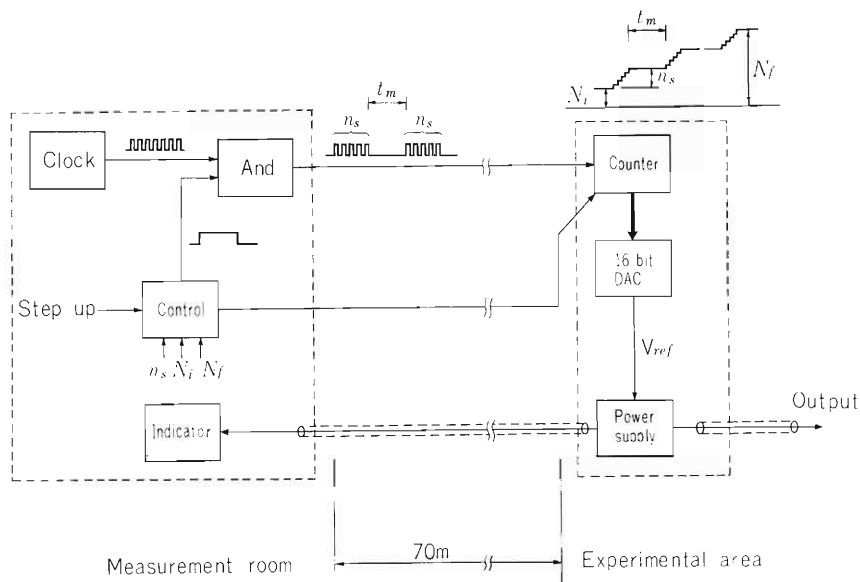 t_m
N_i
n_s
N_f
t_m
n_s
n_s
Clock
And
Counter
16 bit
DAC
Step up
Control
n_s N_i N_f
V_ref
Indicator
Power
supply
Output
70m
Measurement room
Experimental area